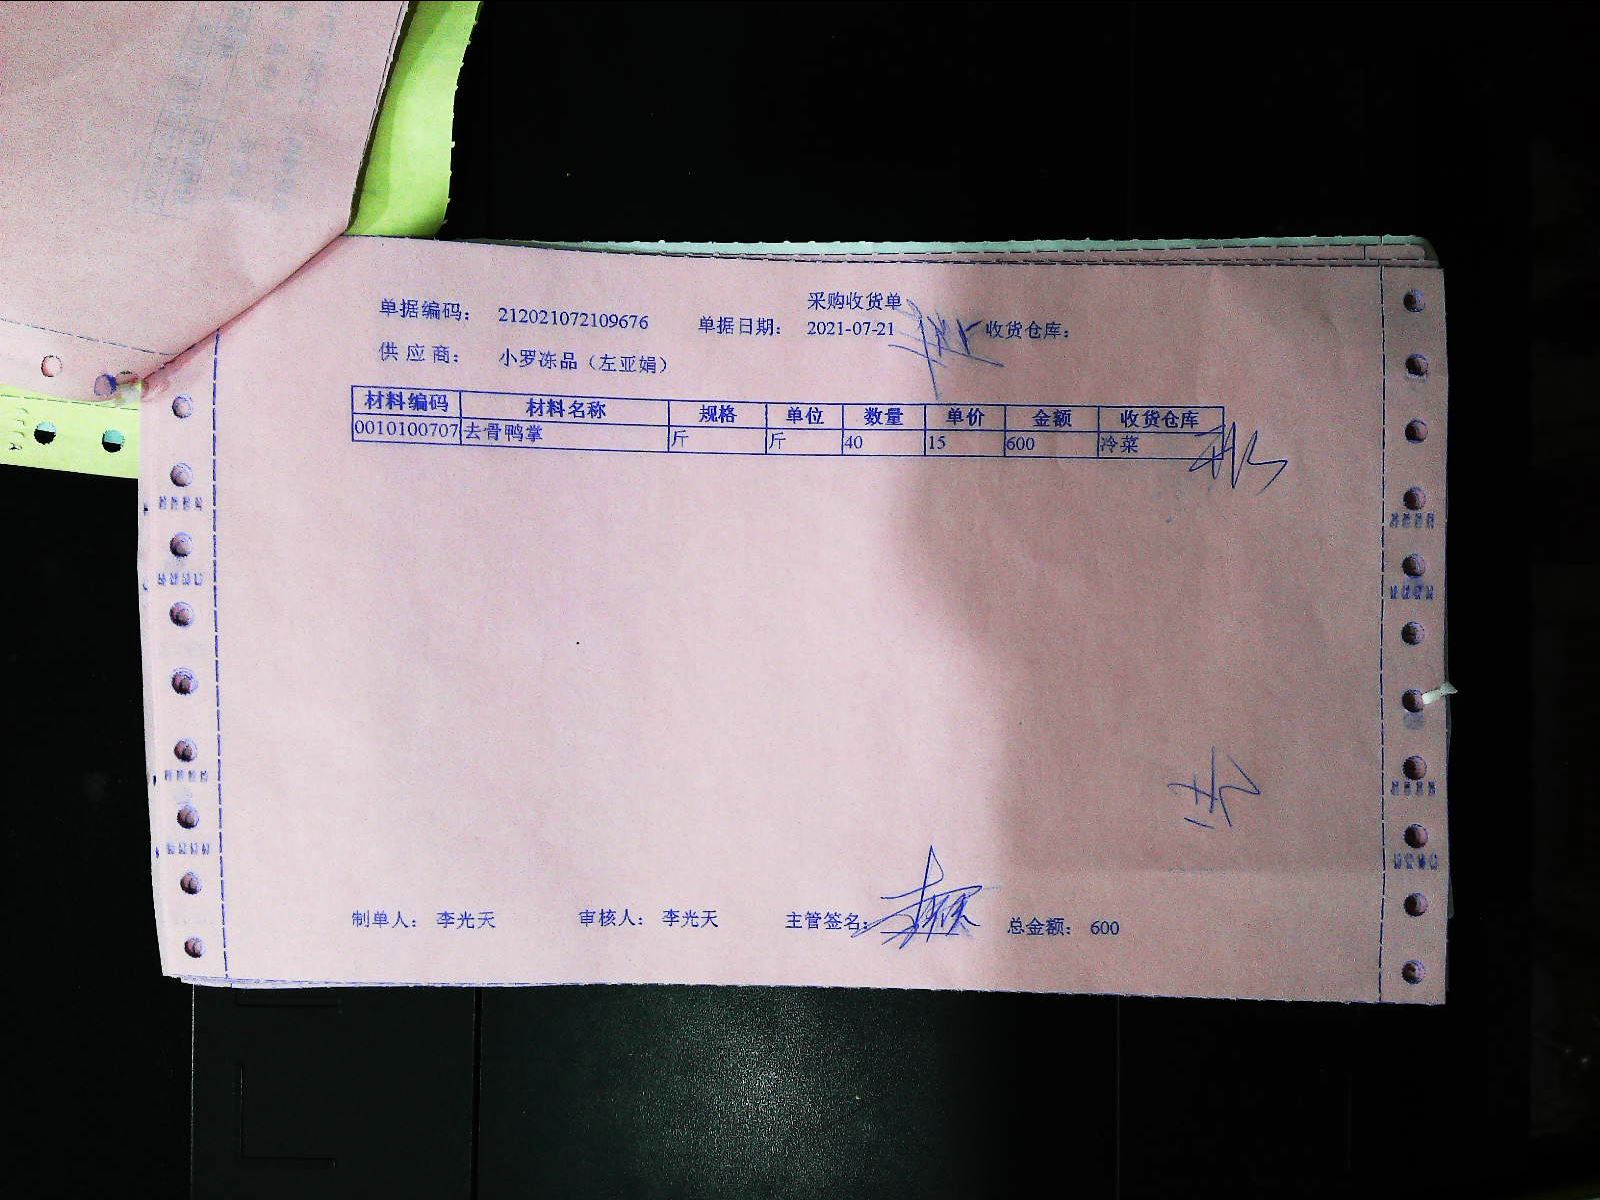 采购收货单
单据编码： 212021072109676 单据日期： 2021-07-21 收货仓库：
供 应 商： 小罗冻品（左亚娟）
材料编码 材料名称 规格 单位 数量 单价 金额 收货仓库
0010100707 去骨鸭掌 斤 斤 40 15 600 冷菜
制单人： 李光天 审核人： 李光天 主管签名： 总金额： 600